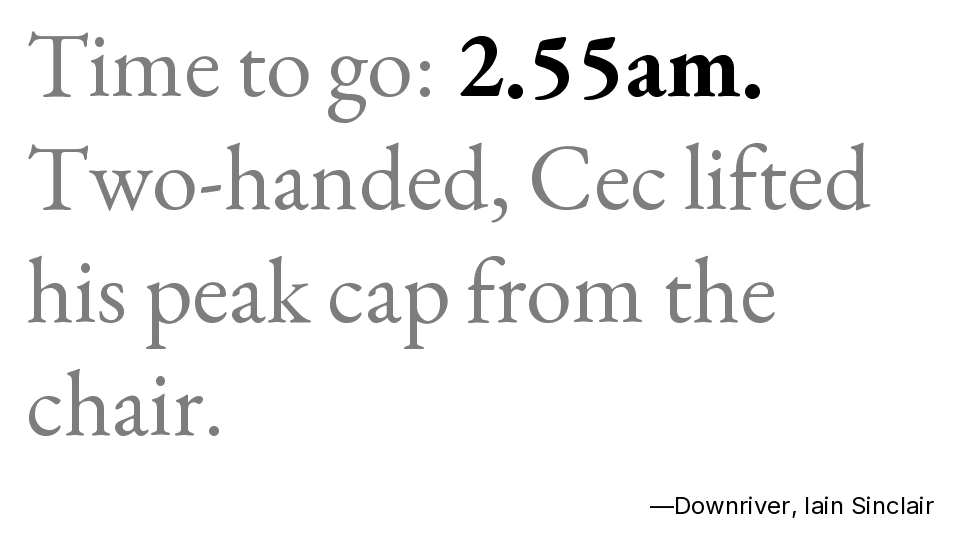 Time to go: 2.55am.
Two-handed, Cec lifted
his peak cap from the
chair.
—Downriver, Iain Sinclair